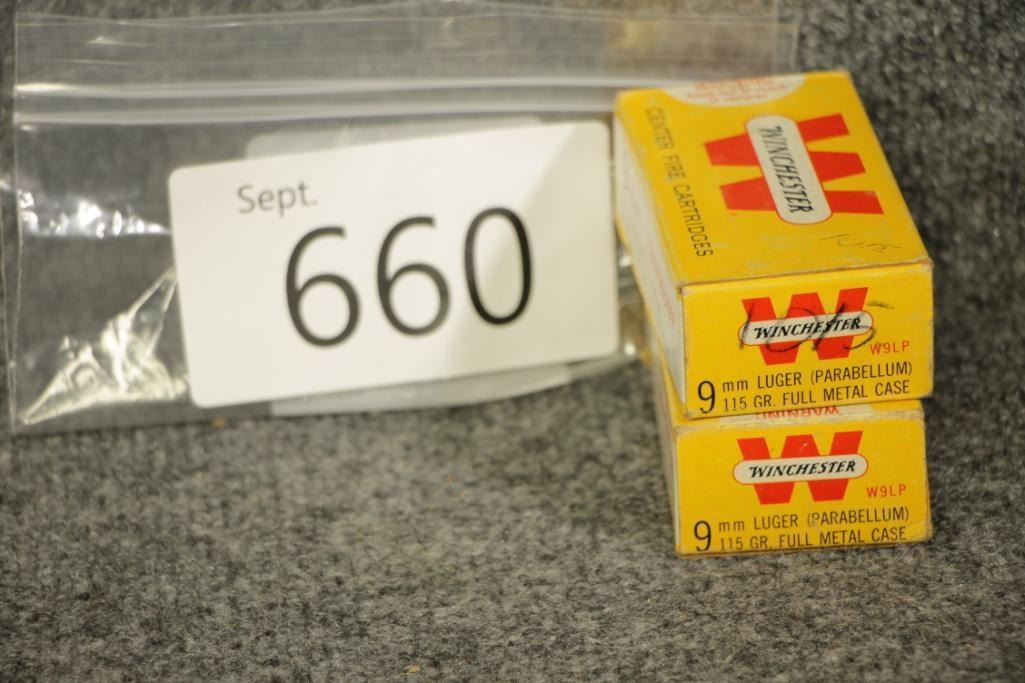 Sept.
660
WINCHESTER
CENTER FIRE CARTRIDGES
WINCHESTER
W9LP
9 mm LUGER (PARABELLUM)
115 GR. FULL METAL CASE
WARNING
WINCHESTER
W9LP
9 mm LUGER (PARABELLUM)
115 GR. FULL METAL CASE